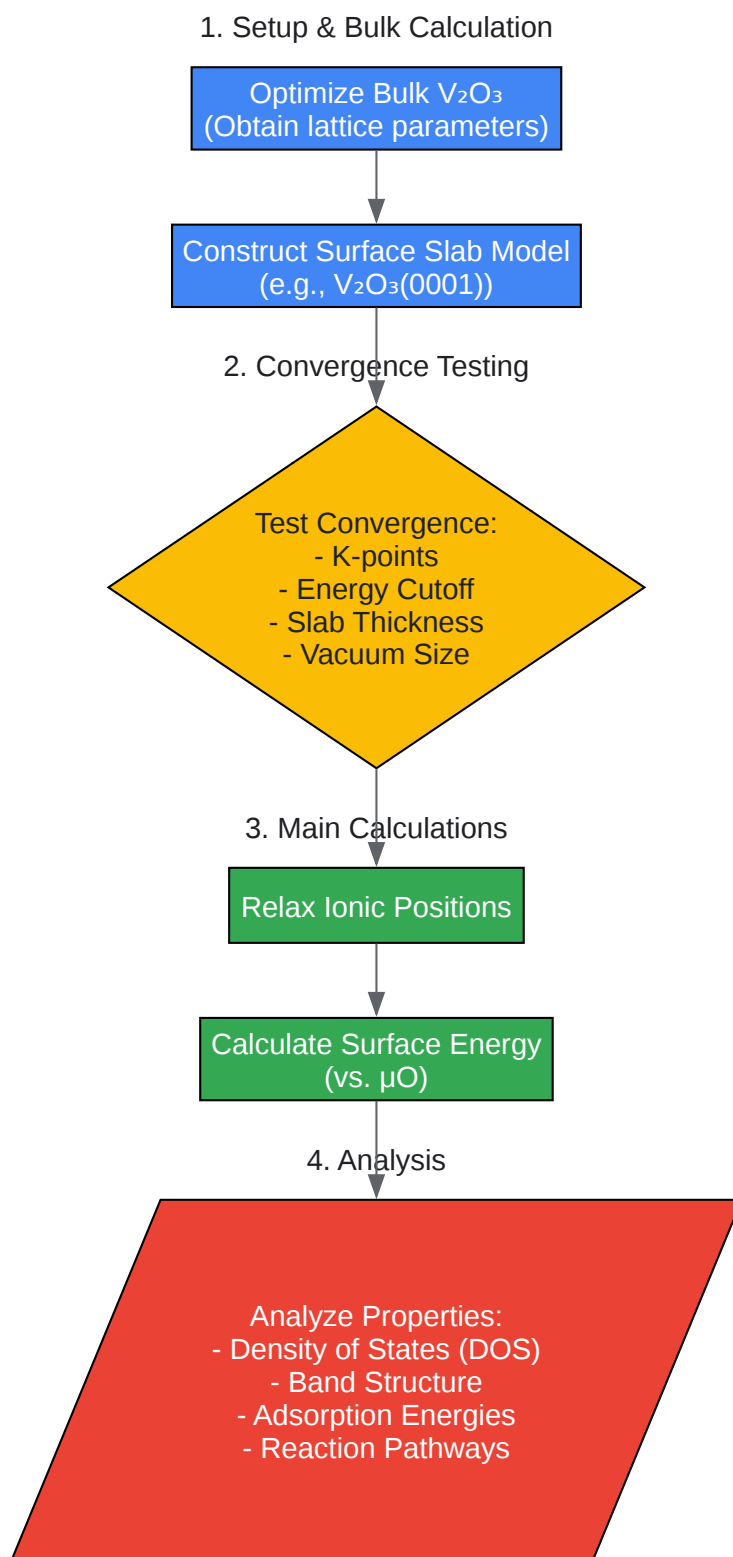 1. Setup & Bulk Calculation
Optimize Bulk V₂O₃
(Obtain lattice parameters)
Construct Surface Slab Model
(e.g., V₂O₃(0001))
2. Convergence Testing
Test Convergence:
- K-points
- Energy Cutoff
- Slab Thickness
- Vacuum Size
3. Main Calculations
Relax Ionic Positions
Calculate Surface Energy
(vs. μO)
4. Analysis
Analyze Properties:
- Density of States (DOS)
- Band Structure
- Adsorption Energies
- Reaction Pathways